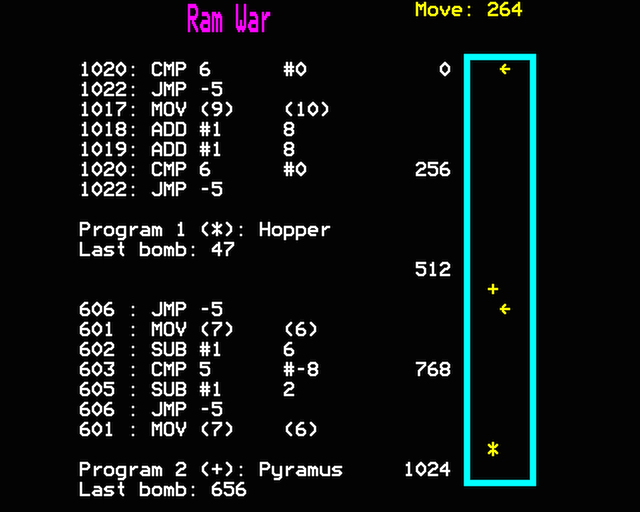 Ram War
Move: 264
1020: CMP 6 #0
1022: JMP -5
1017: MOV (9) (10)
1018: ADD #1 8
1019: ADD #1 8
1020: CMP 6 #0
1022: JMP -5
Program 1 (*): Hopper
Last bomb: 47
606 : JMP -5
601 : MOV (7) (6)
602 : SUB #1 6
603 : CMP 5 #-8
605 : SUB #1 2
606 : JMP -5
601 : MOV (7) (6)
Program 2 (+): Pyramus
Last bomb: 656
0 ←
256
512
+
←
768
*
1024